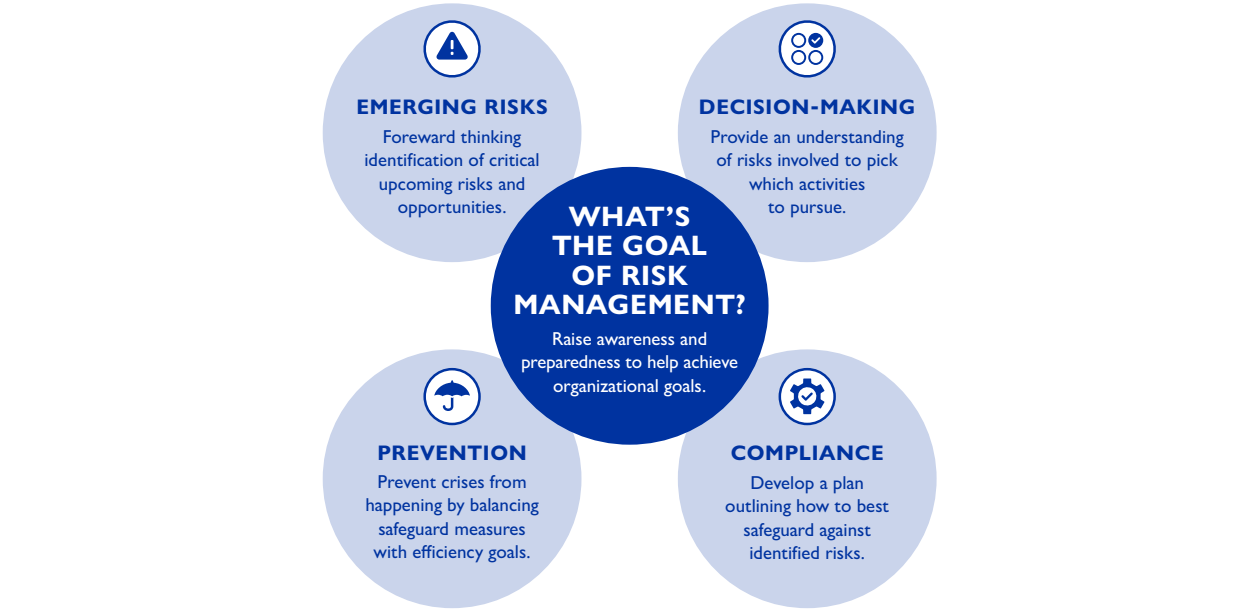 EMERGING RISKS
Foreward thinking
identification of critical
upcoming risks and
opportunities.
DECISION-MAKING
Provide an understanding
of risks involved to pick
which activities
to pursue.
WHAT’S
THE GOAL
OF RISK
MANAGEMENT?
Raise awareness and
preparedness to help achieve
organizational goals.
PREVENTION
Prevent crises from
happening by balancing
safeguard measures
with efficiency goals.
COMPLIANCE
Develop a plan
outlining how to best
safeguard against
identified risks.